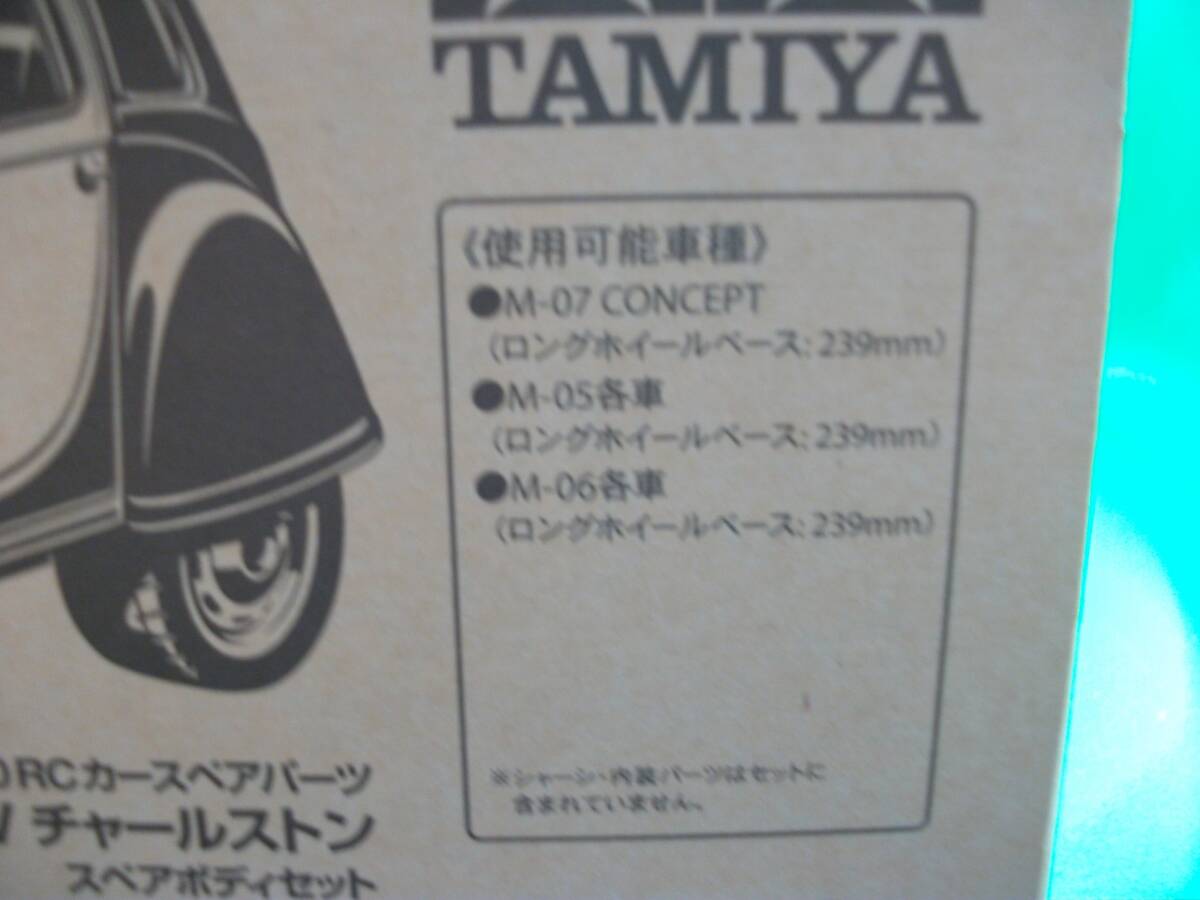 TAMIYA
《使用可能車種》
●M-07 CONCEPT
(ロングホイールベース: 239mm)
●M-05各車
(ロングホイールベース: 239mm)
●M-06各車
(ロングホイールベース: 239mm)
※シャーシ・内装パーツはセットに
含まれていません。
RCカースペアパーツ
チャールストン
スペアボディセット